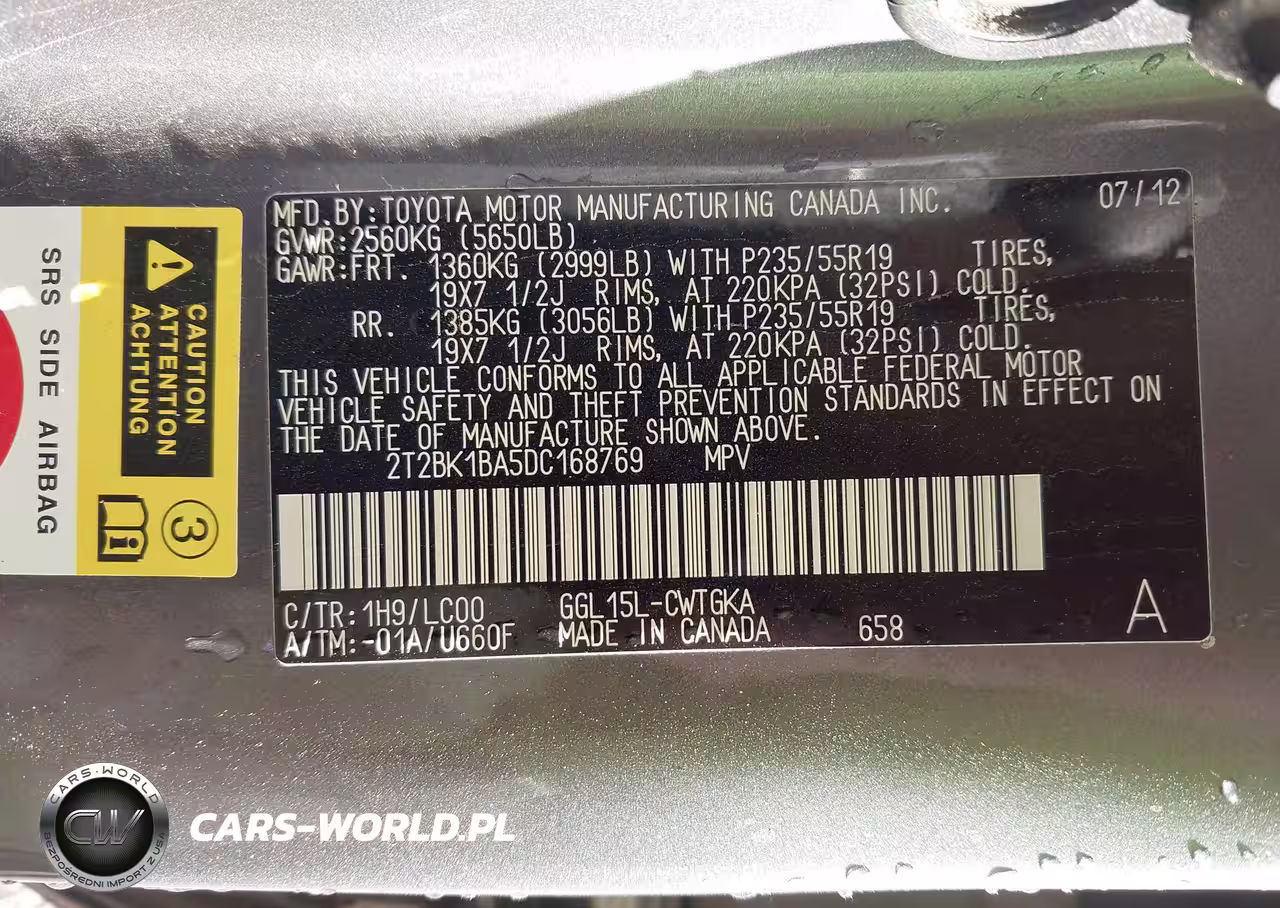 MFD.BY:TOYOTA MOTOR MANUFACTURING CANADA INC. 07/12
GVWR:2560KG (5650LB)
GAWR:FRT. 1360KG (2999LB) WITH P235/55R19 TIRES,
19X7 1/2J RIMS, AT 220KPA (32PSI) COLD.
RR. 1385KG (3056LB) WITH P235/55R19 TIRES,
19X7 1/2J RIMS, AT 220KPA (32PSI) COLD.
THIS VEHICLE CONFORMS TO ALL APPLICABLE FEDERAL MOTOR
VEHICLE SAFETY AND THEFT PREVENTION STANDARDS IN EFFECT ON
THE DATE OF MANUFACTURE SHOWN ABOVE.
2T2BK1BA5DC168769 MPV
C/TR:1H9/LC00 GGL15L-CWTGKA
A/TM:-01A/U660F MADE IN CANADA 658
A
CAUTION
ATTENTION
ACHTUNG
3
SRS SIDE AIRBAG
CARS-WORLD
CW
BEZPOŚREDNI IMPORT Z USA
CARS-WORLD.PL